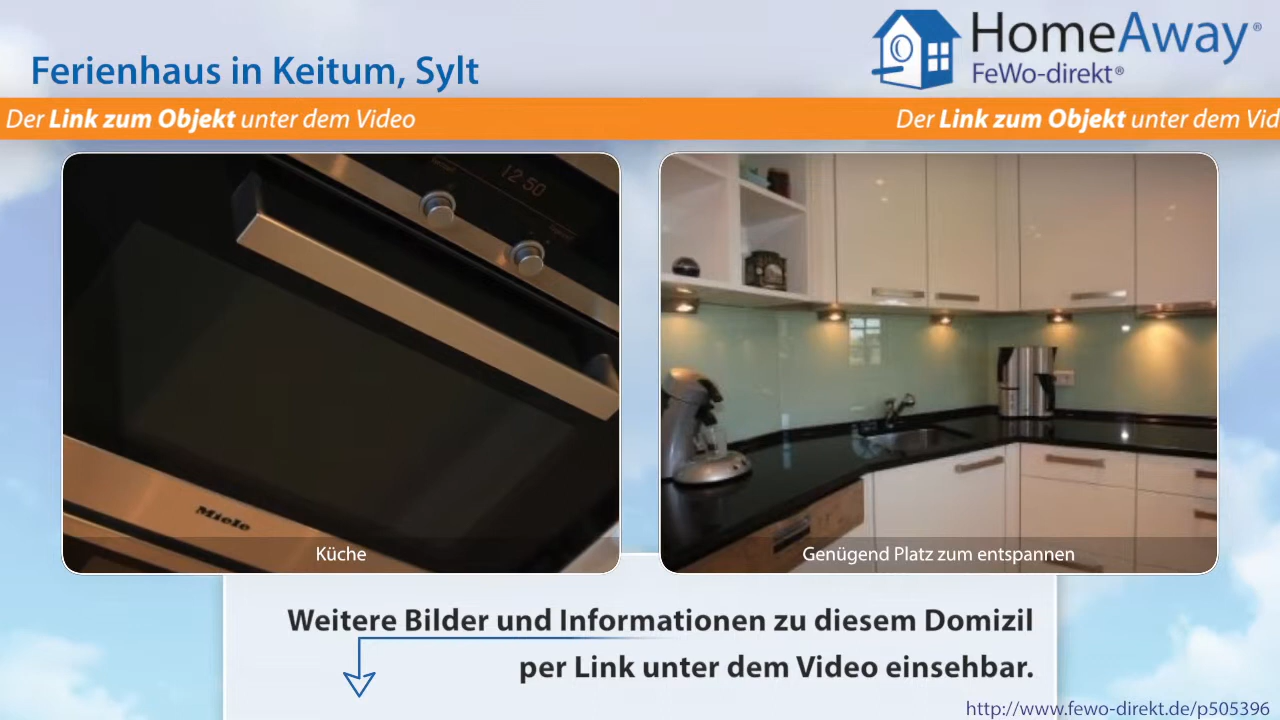 Ferienhaus in Keitum, Sylt
HomeAway®
FeWo-direkt®
Der Link zum Objekt unter dem Video
Der Link zum Objekt unter dem Vid
12 50
Miele
Küche
Genügend Platz zum entspannen
Weitere Bilder und Informationen zu diesem Domizil
per Link unter dem Video einsehbar.
http://www.fewo-direkt.de/p505396